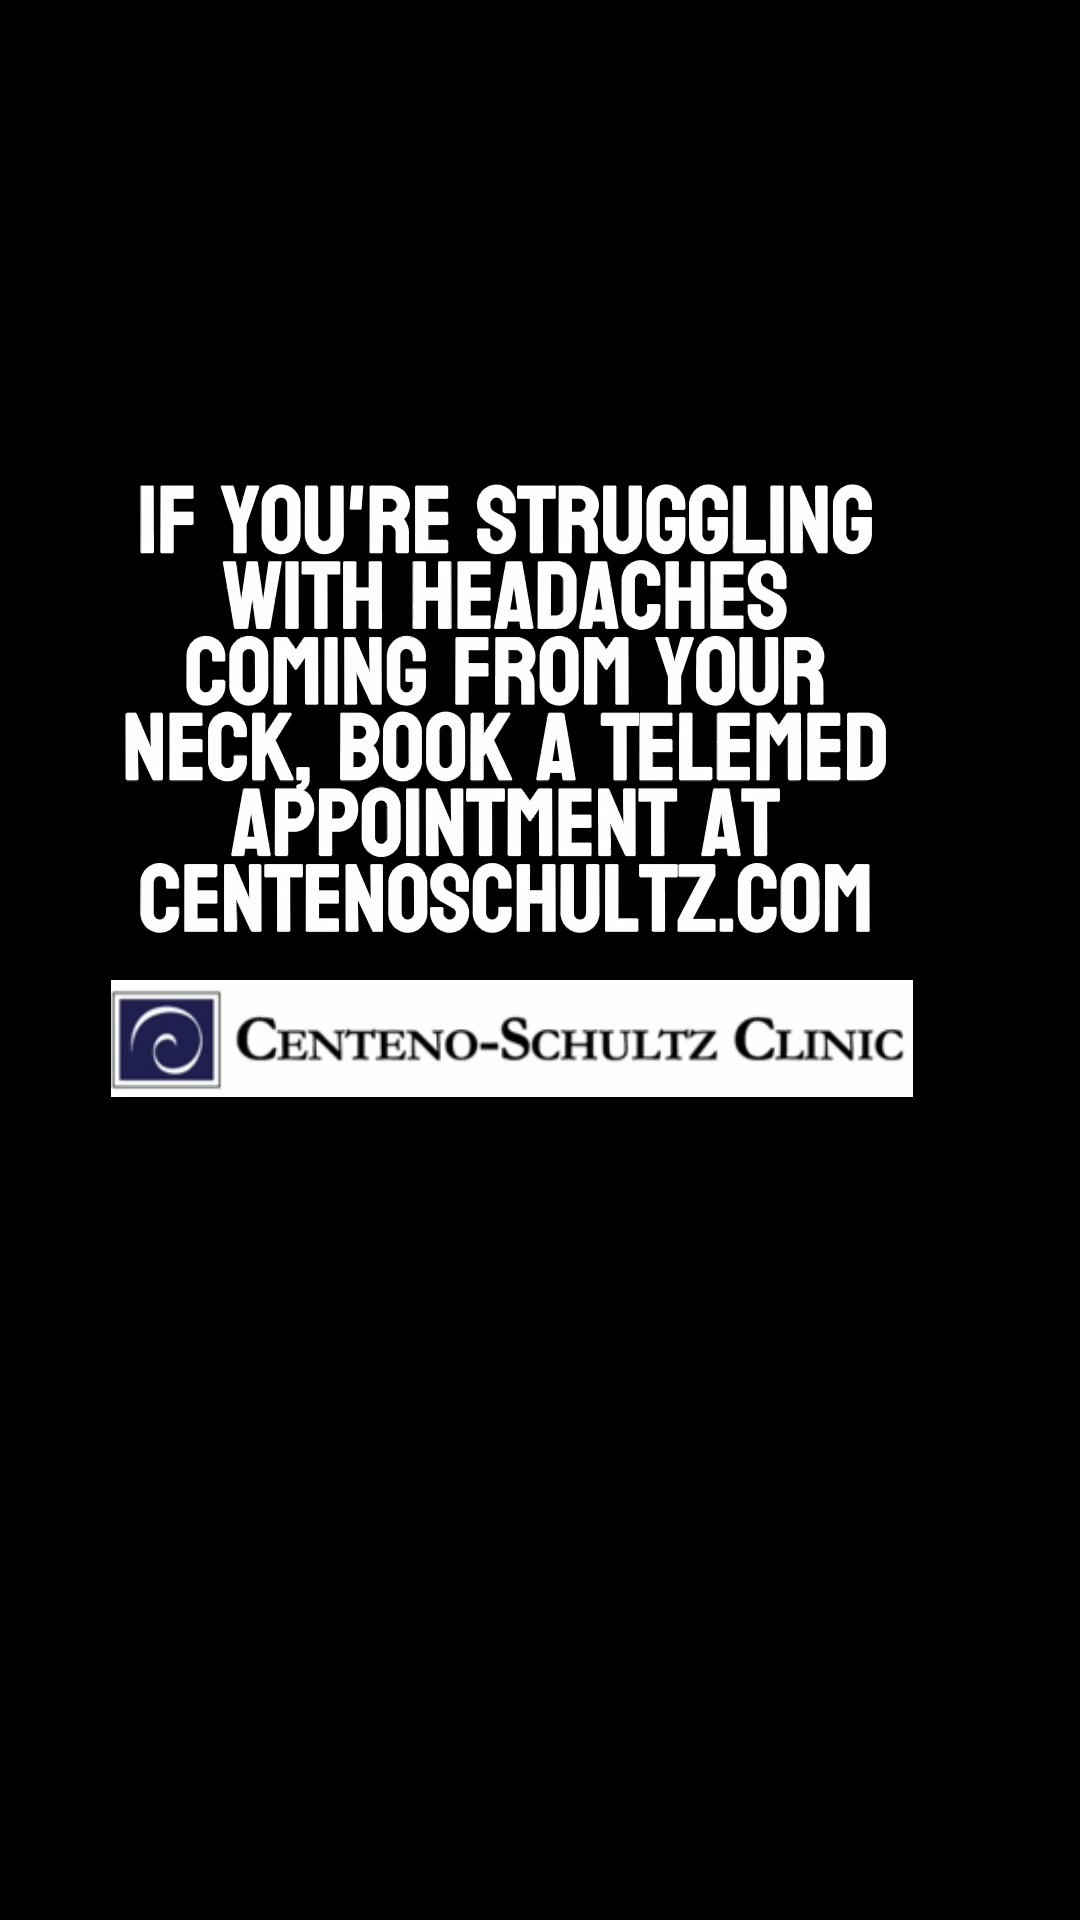 IF YOU'RE STRUGGLING
WITH HEADACHES
COMING FROM YOUR
NECK, BOOK A TELEMED
APPOINTMENT AT
CENTENOSCHULTZ.COM
CENTENO-SCHULTZ CLINIC